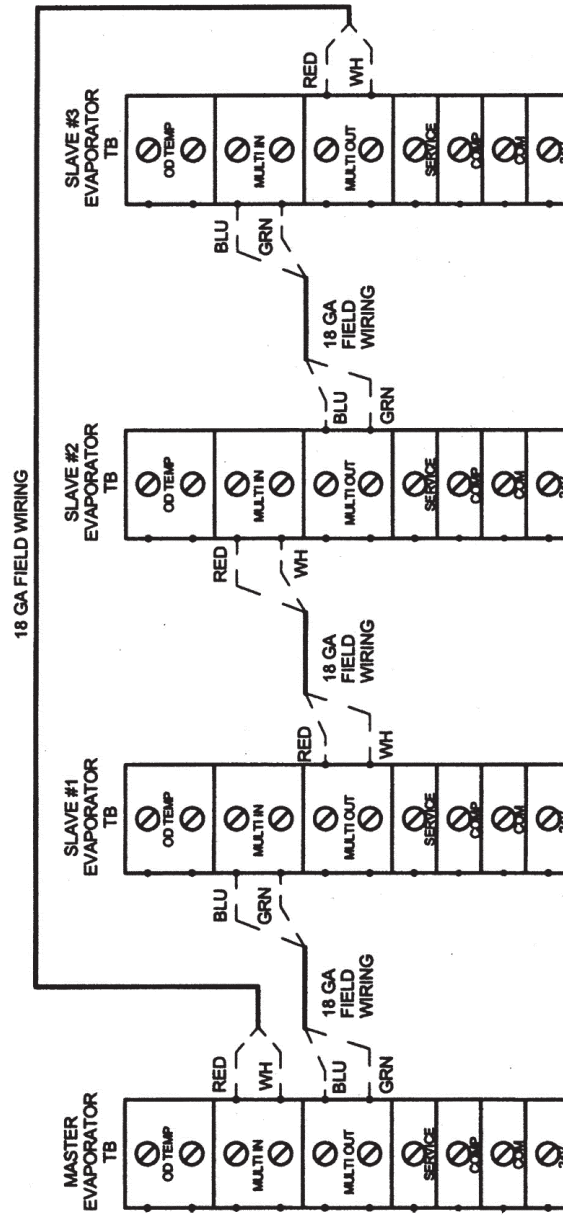 18 GA FIELD WIRING
MASTER
EVAPORATOR
TB
OD TEMP
MULTI IN
MULTI OUT
SERVICE
COMP
COM
RED
WH
BLU
GRN
18 GA
FIELD
WIRING
BLU
GRN
SLAVE #1
EVAPORATOR
TB
OD TEMP
MULTI IN
MULTI OUT
SERVICE
COMP
COM
RED
WH
18 GA
FIELD
WIRING
RED
WH
SLAVE #2
EVAPORATOR
TB
OD TEMP
MULTI IN
MULTI OUT
SERVICE
COMP
COM
BLU
GRN
18 GA
FIELD
WIRING
BLU
GRN
SLAVE #3
EVAPORATOR
TB
OD TEMP
MULTI IN
MULTI OUT
SERVICE
COMP
COM
RED
WH